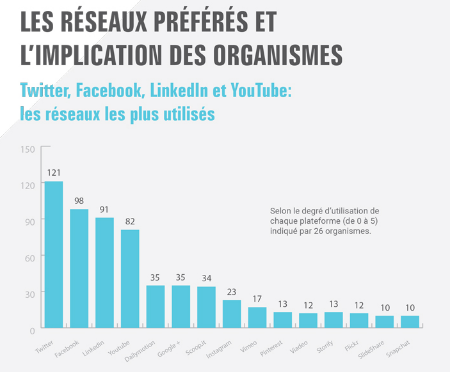 LES RÉSEAUX PRÉFÉRÉS ET
L'IMPLICATION DES ORGANISMES
Twitter, Facebook, LinkedIn et YouTube:
les réseaux les plus utilisés
150
120
90
60
30
0
121
98
91
82
35
35
34
23
17
13
12
13
12
10
10
Selon le degré d'utilisation de
chaque plateforme (de 0 à 5)
indiqué par 26 organismes.
Twitter
Facebook
LinkedIn
Youtube
Dailymotion
Google +
Scoop.it
Instagram
Vimeo
Pinterest
Viadeo
Storify
Flickr
SlideShare
Snapchat